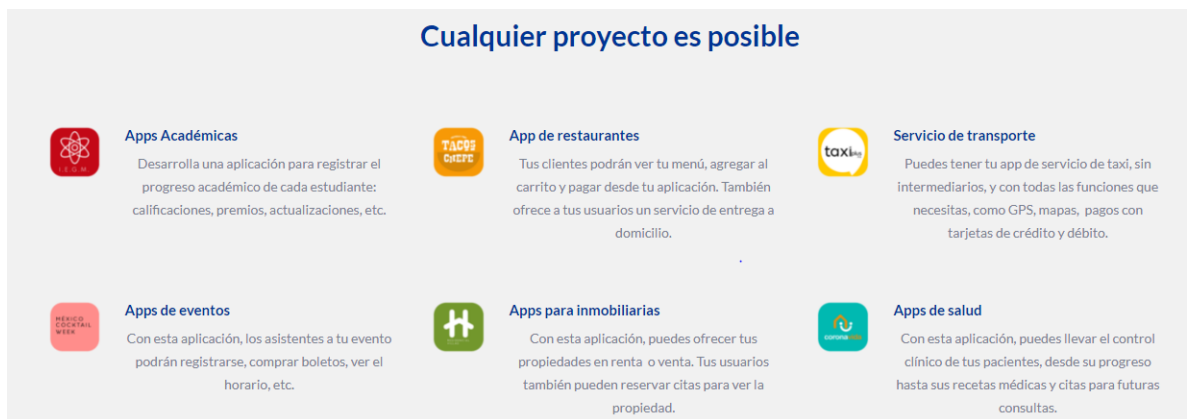 Cualquier proyecto es posible
I.S.G.M.
Apps Académicas
Desarrolla una aplicación para registrar el
progreso académico de cada estudiante:
calificaciones, premios, actualizaciones, etc.
TACOS
CHEPE
App de restaurantes
Tus clientes podrán ver tu menú, agregar al
carrito y pagar desde tu aplicación. También
ofrece a tus usuarios un servicio de entrega a
domicilio.
taxi
Servicio de transporte
Puedes tener tu app de servicio de taxi, sin
intermediarios, y con todas las funciones que
necesitas, como GPS, mapas, pagos con
tarjetas de crédito y débito.
MEXICO
COCKTAIL
WEEK
Apps de eventos
Con esta aplicación, los asistentes a tu evento
podrán registrarse, comprar boletos, ver el
horario, etc.
Apps para inmobiliarias
Con esta aplicación, puedes ofrecer tus
propiedades en renta o venta. Tus usuarios
también pueden reservar citas para ver la
propiedad.
Apps de salud
Con esta aplicación, puedes llevar el control
clínico de tus pacientes, desde su progreso
hasta sus recetas médicas y citas para futuras
consultas.